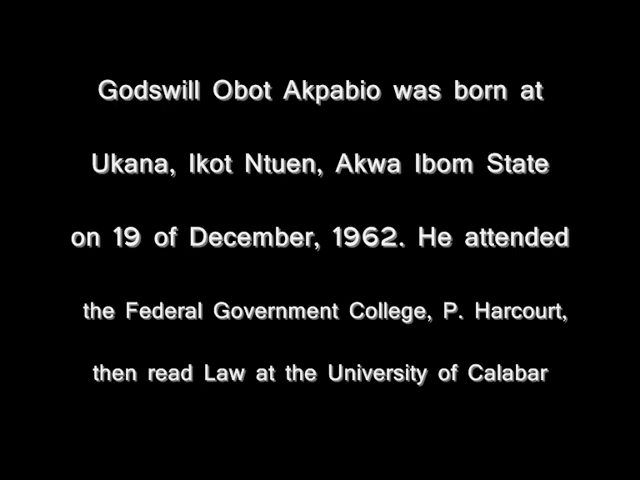 Godswill Obot Akpabio was born at
Ukana, Ikot Ntuen, Akwa Ibom State
on 19 of December, 1962. He attended
the Federal Government College, P. Harcourt,
then read Law at the University of Calabar